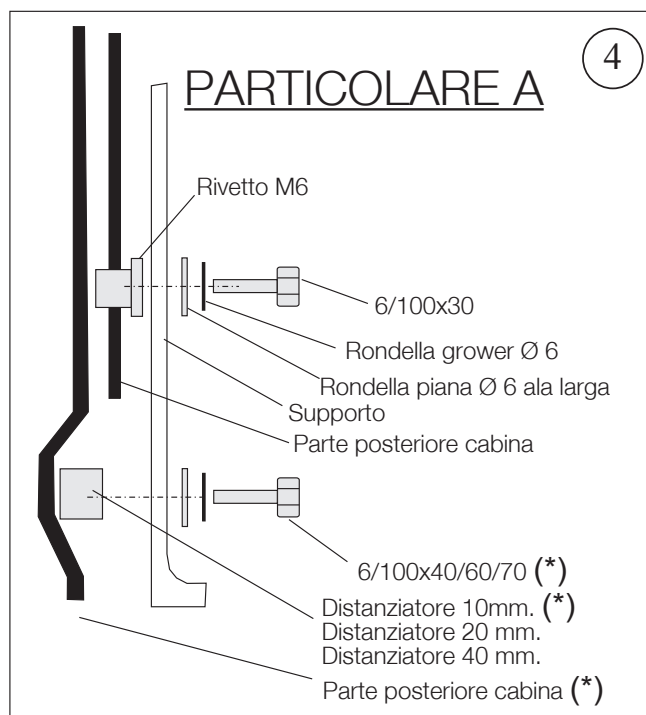 4
PARTICOLARE A
Rivetto M6
6/100x30
Rondella grower Ø 6
Rondella piana Ø 6 ala larga
Supporto
Parte posteriore cabina
6/100x40/60/70 (*)
Distanziatore 10mm. (*)
Distanziatore 20 mm.
Distanziatore 40 mm.
Parte posteriore cabina (*)